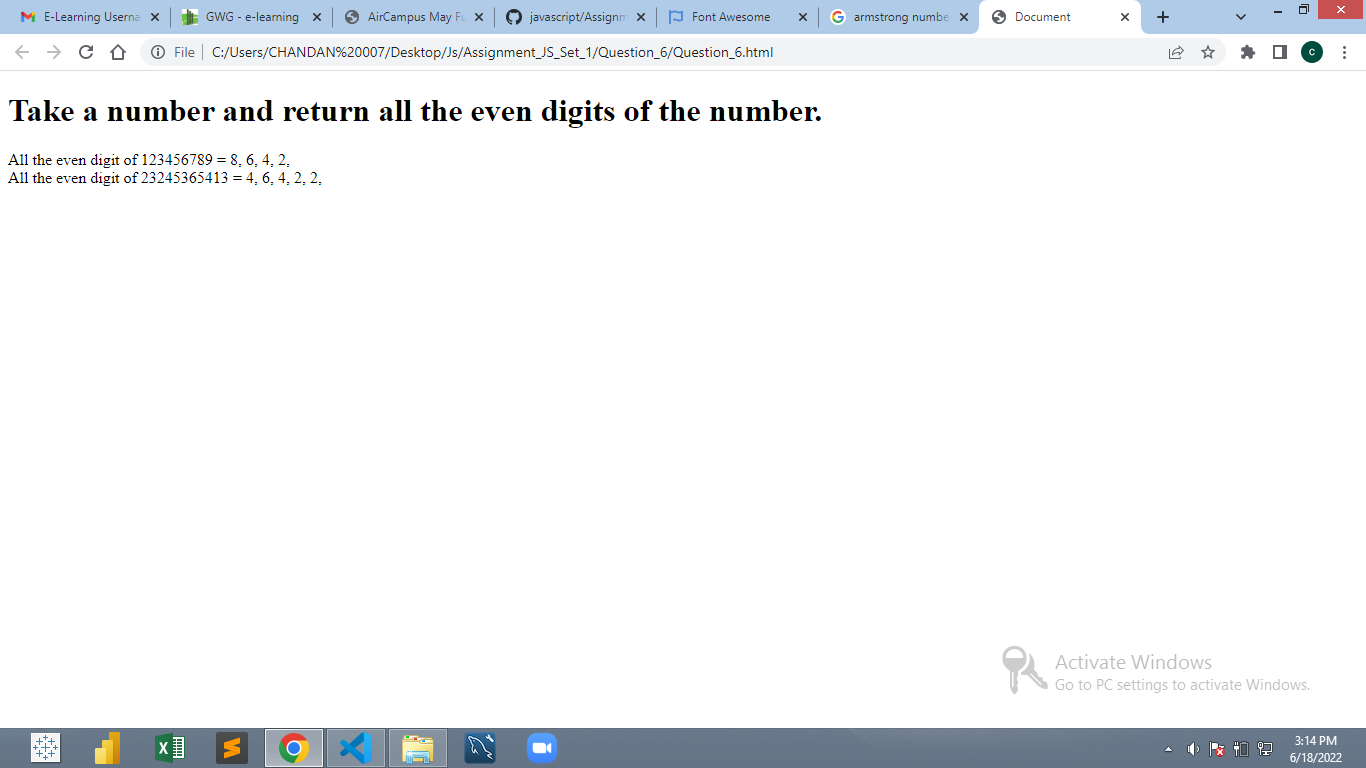 E-Learning Userna
GWG - e-learning
AirCampus May Fu
javascript/Assignm
Font Awesome
armstrong numbe
Document
File
C:/Users/CHANDAN%20007/Desktop/Js/Assignment_JS_Set_1/Question_6/Question_6.html
C
Take a number and return all the even digits of the number.
All the even digit of 123456789 = 8, 6, 4, 2,
All the even digit of 23245365413 = 4, 6, 4, 2, 2,
Activate Windows
Go to PC settings to activate Windows.
3:14 PM
6/18/2022